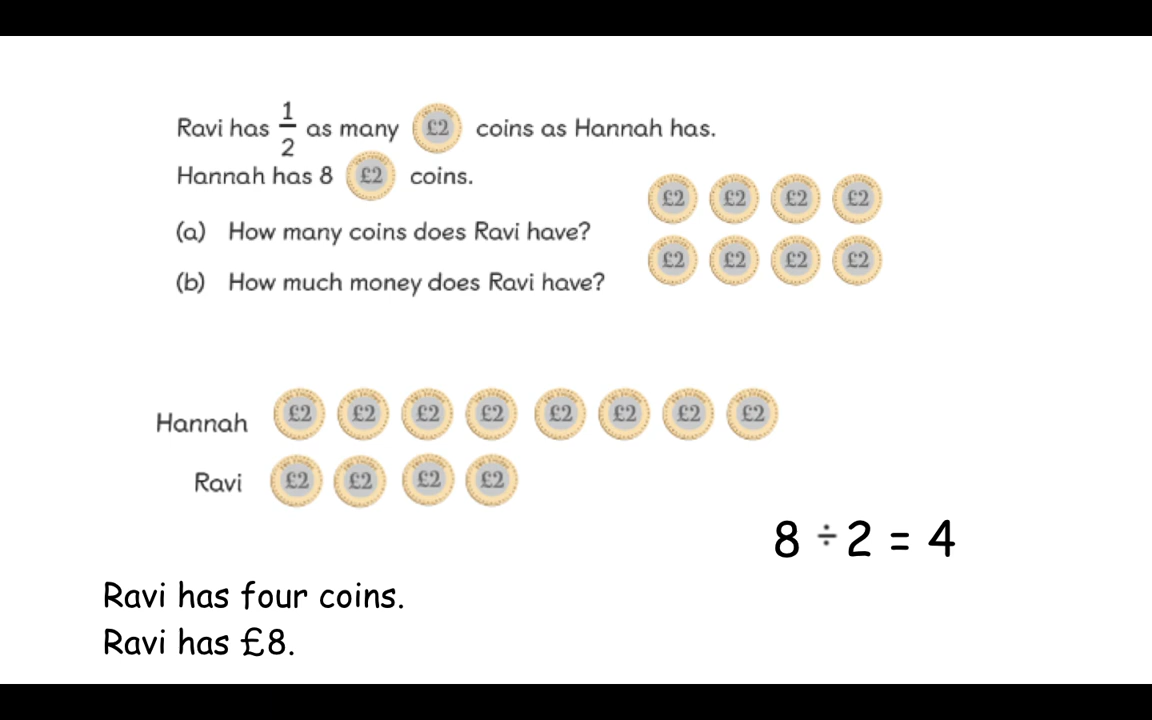 Ravi has 1/2 as many £2 coins as Hannah has.
Hannah has 8 £2 coins.
£2 £2 £2 £2
(a) How many coins does Ravi have?
£2 £2 £2 £2
(b) How much money does Ravi have?
Hannah £2 £2 £2 £2 £2 £2 £2 £2
Ravi £2 £2 £2 £2
8 ÷ 2 = 4
Ravi has four coins.
Ravi has £8.